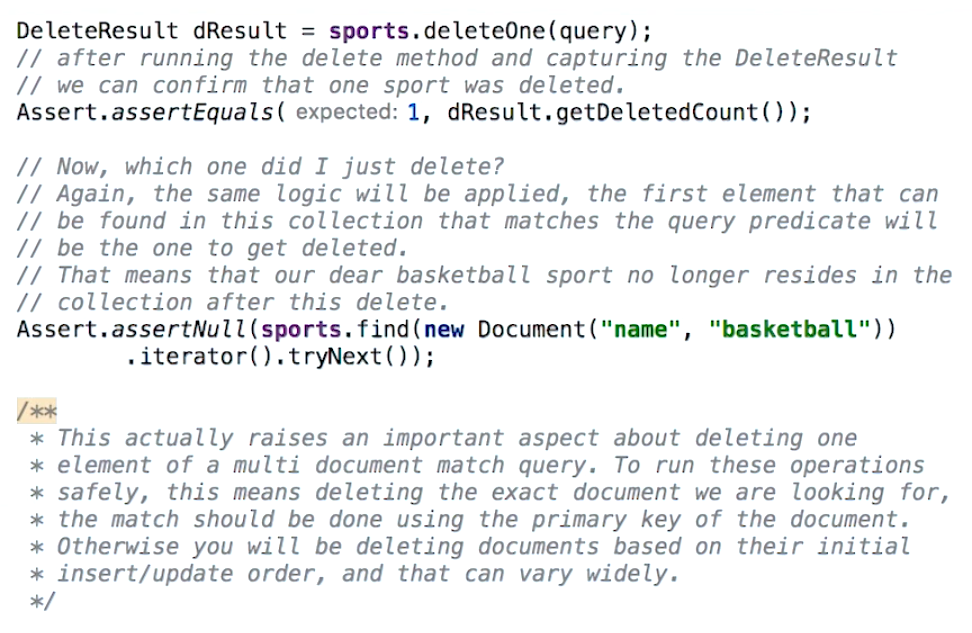 DeleteResult dResult = sports.deleteOne(query);
// after running the delete method and capturing the DeleteResult
// we can confirm that one sport was deleted.
Assert.assertEquals( expected: 1, dResult.getDeletedCount());
// Now, which one did I just delete?
// Again, the same logic will be applied, the first element that can
// be found in this collection that matches the query predicate will
// be the one to get deleted.
// That means that our dear basketball sport no longer resides in the
// collection after this delete.
Assert.assertNull(sports.find(new Document("name", "basketball"))
.iterator().tryNext());
/**
* This actually raises an important aspect about deleting one
* element of a multi document match query. To run these operations
* safely, this means deleting the exact document we are looking for,
* the match should be done using the primary key of the document.
* Otherwise you will be deleting documents based on their initial
* insert/update order, and that can vary widely.
*/